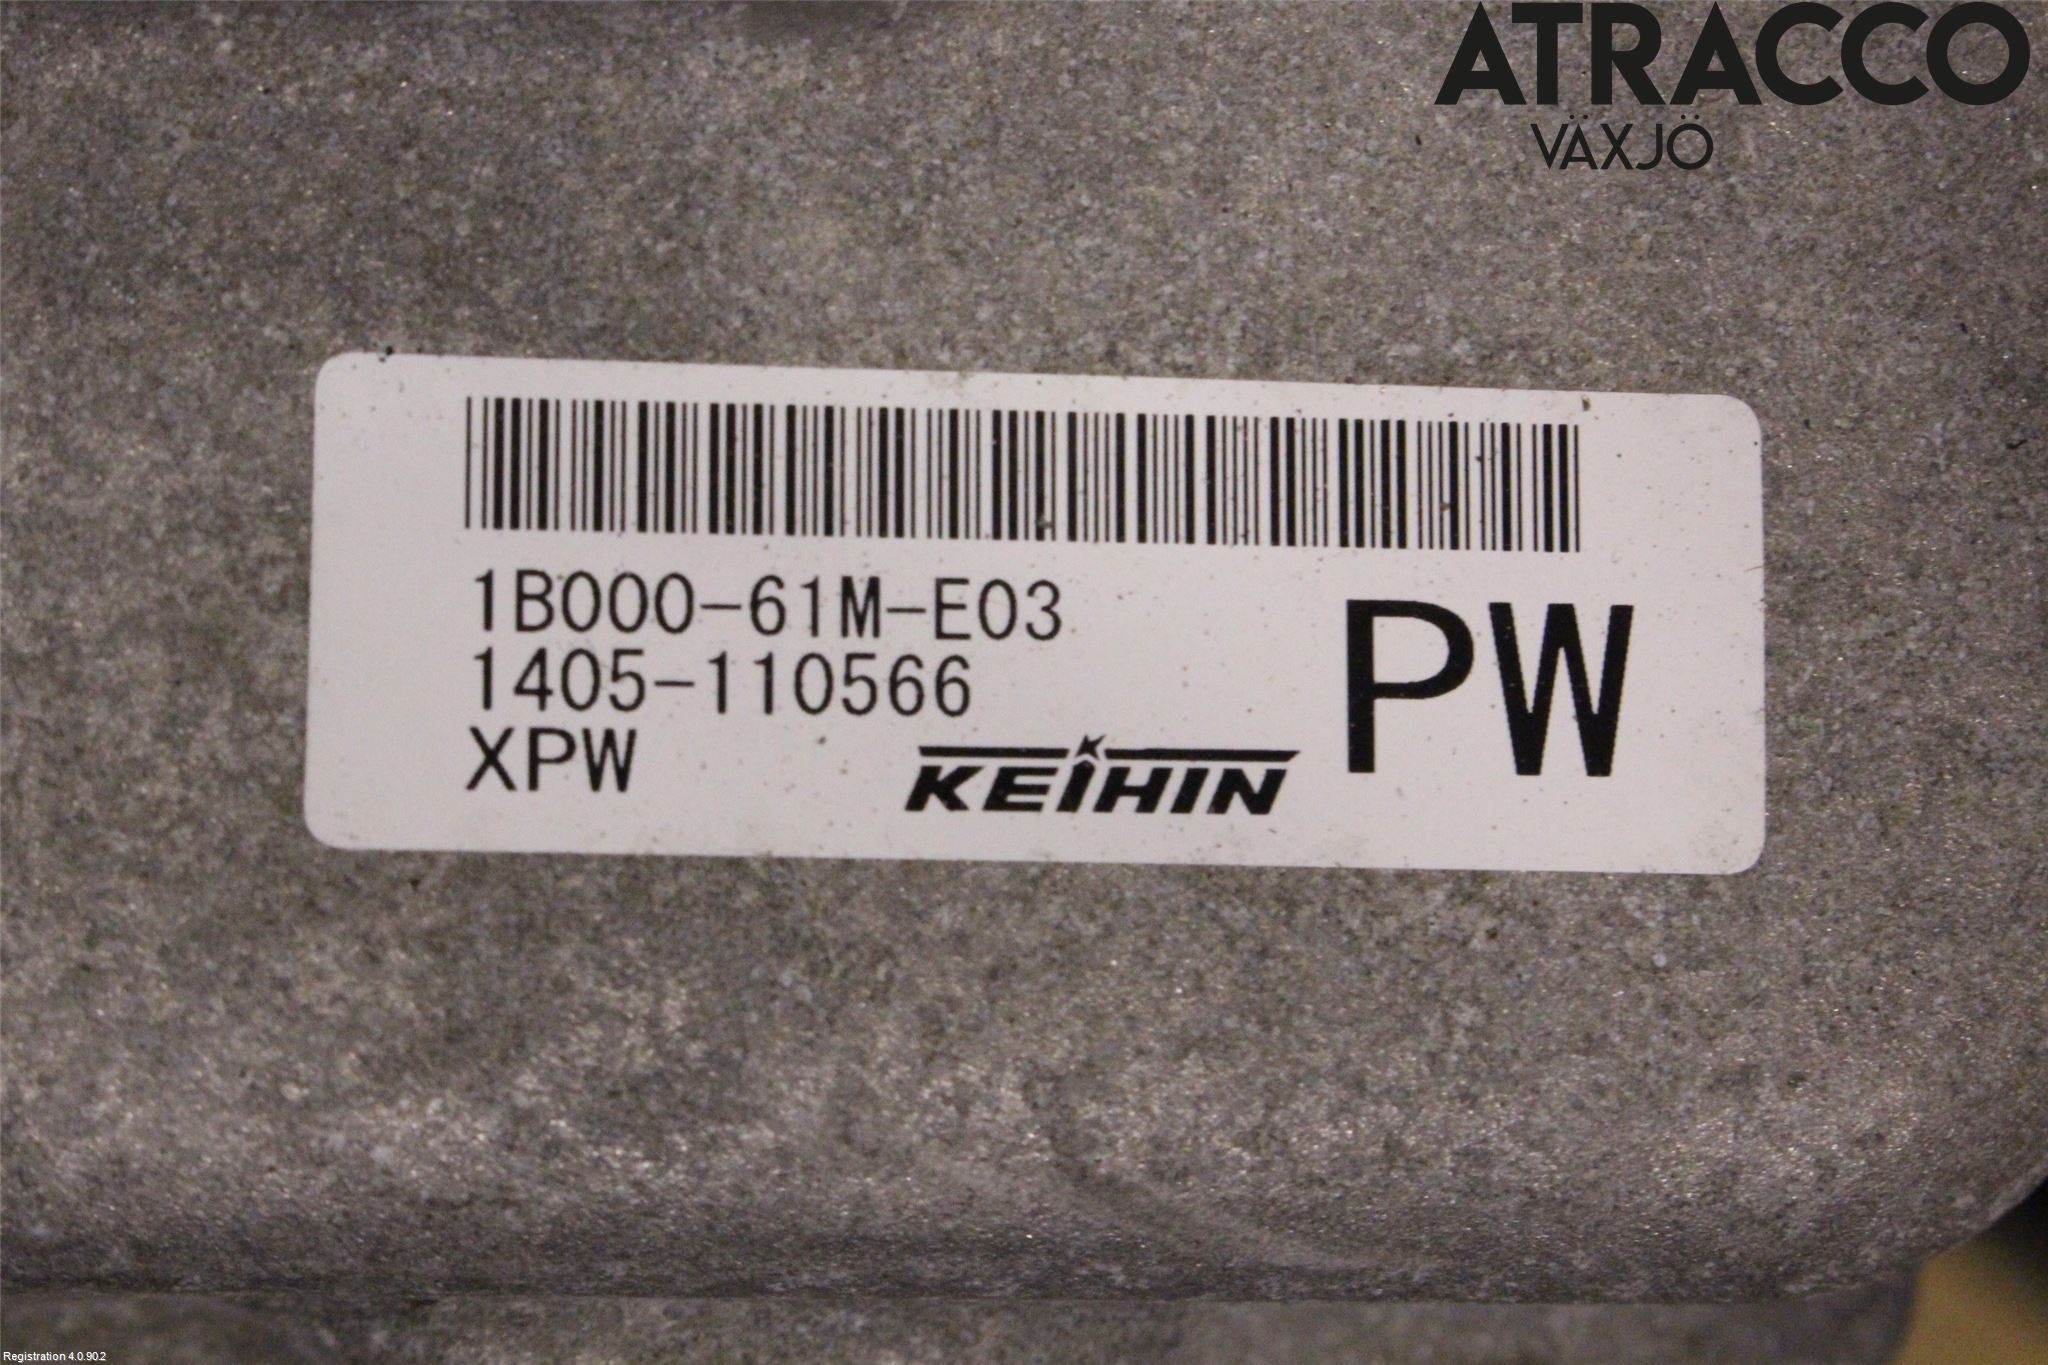 ATRACCO
VÄXJÖ
1B000-61M-E03
1405-110566
XPW
KEIHIN
PW
Registration 4.0.90.2